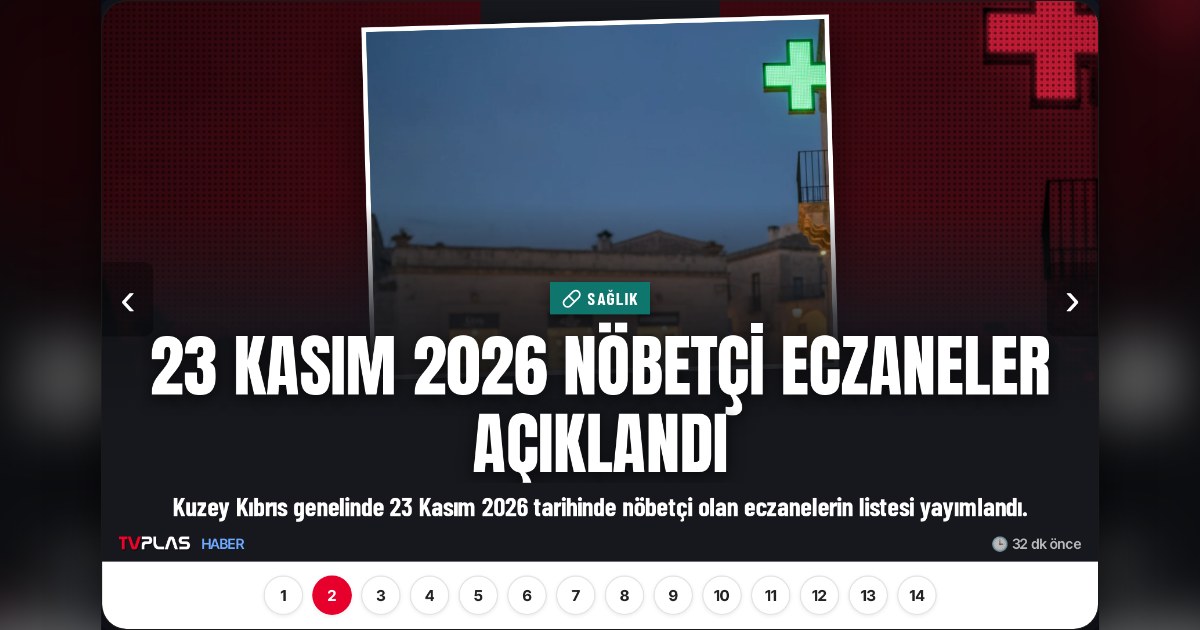 SAĞLIK
23 KASIM 2026 NÖBETÇİ ECZANELER
AÇIKLANDI
Kuzey Kıbrıs genelinde 23 Kasım 2026 tarihinde nöbetçi olan eczanelerin listesi yayımlandı.
TVPLAS HABER 32 dk önce
1 2 3 4 5 6 7 8 9 10 11 12 13 14